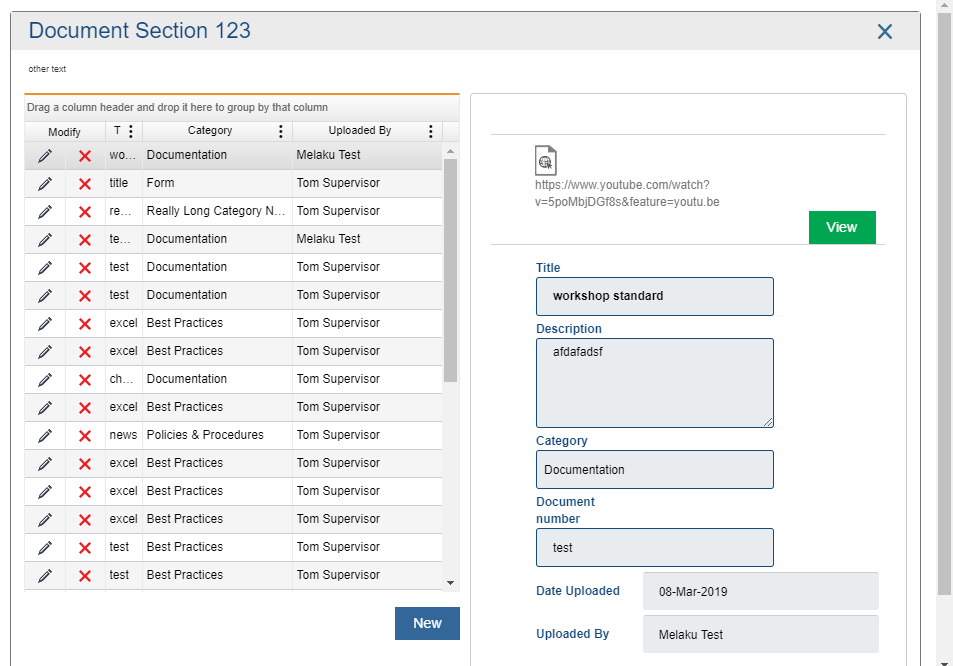 Document Section 123
other text
Drag a column header and drop it here to group by that column
Modify T Category Uploaded By
wo... Documentation Melaku Test
title Form Tom Supervisor
re... Really Long Category N... Tom Supervisor
te... Documentation Melaku Test
test Documentation Tom Supervisor
test Documentation Tom Supervisor
excel Best Practices Tom Supervisor
excel Best Practices Tom Supervisor
ch... Documentation Tom Supervisor
excel Best Practices Tom Supervisor
news Policies & Procedures Tom Supervisor
excel Best Practices Tom Supervisor
excel Best Practices Tom Supervisor
excel Best Practices Tom Supervisor
test Best Practices Tom Supervisor
test Best Practices Tom Supervisor
New
https://www.youtube.com/watch?
v=5poMbjDGf8s&feature=youtu.be
View
Title
workshop standard
Description
afdafadsf
Category
Documentation
Document
number
test
Date Uploaded 08-Mar-2019
Uploaded By Melaku Test